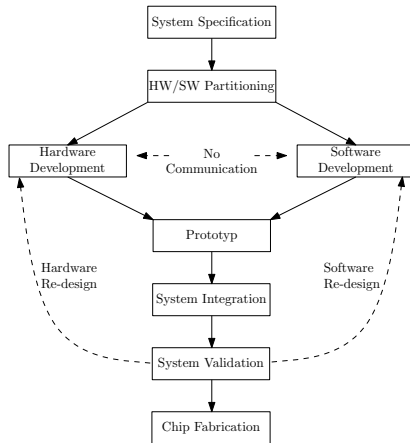 System Specification
HW/SW Partitioning
Hardware
Development
No
Communication
Software
Development
Prototyp
Hardware
Re-design
Software
Re-design
System Integration
System Validation
Chip Fabrication